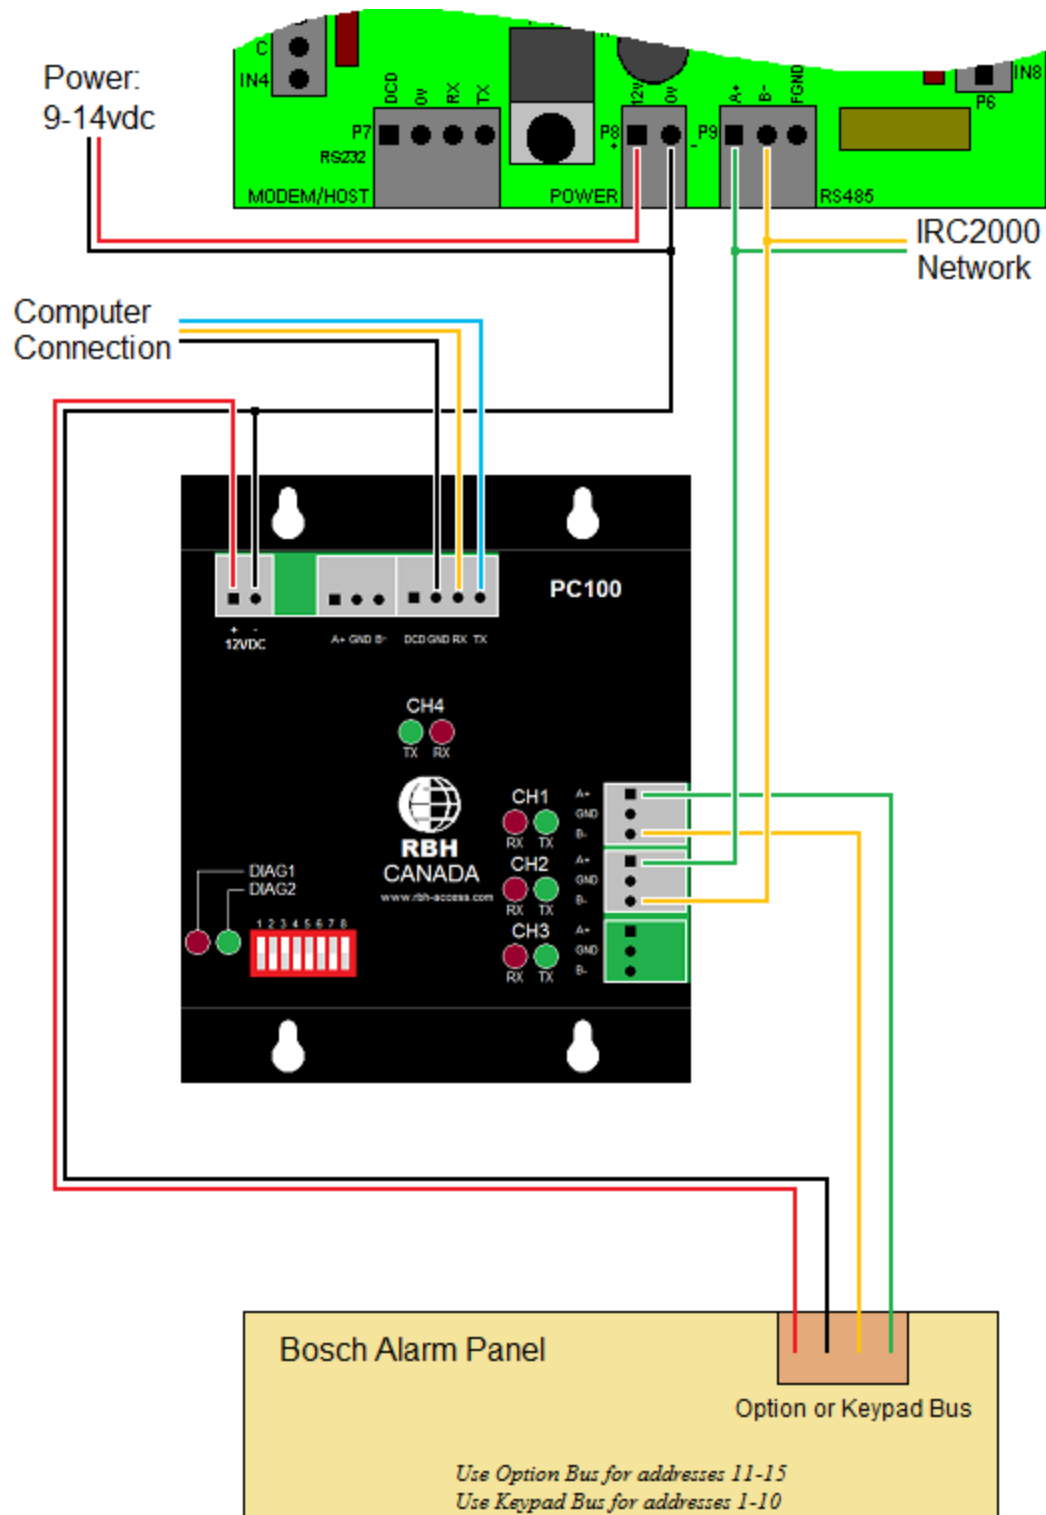 C
IN4
Power:
9-14vdc
DCD
0v
RX
TX
P7
RS232
MODEM/HOST
12v
0v
P8
+
-
POWER
A+
B-
FGND
P9
RS485
IN8
P6
IRC2000
Network
Computer
Connection
PC100
+ -
12VDC
A+ GND B-
DCD GND RX TX
CH4
TX RX
CH1
RX TX
A+
GND
B-
CH2
RX TX
A+
GND
B-
CH3
RX TX
A+
GND
B-
RBH
CANADA
www.rbh-access.com
DIAG1
DIAG2
1 2 3 4 5 6 7 8
Bosch Alarm Panel
Option or Keypad Bus
Use Option Bus for addresses 11-15
Use Keypad Bus for addresses 1-10